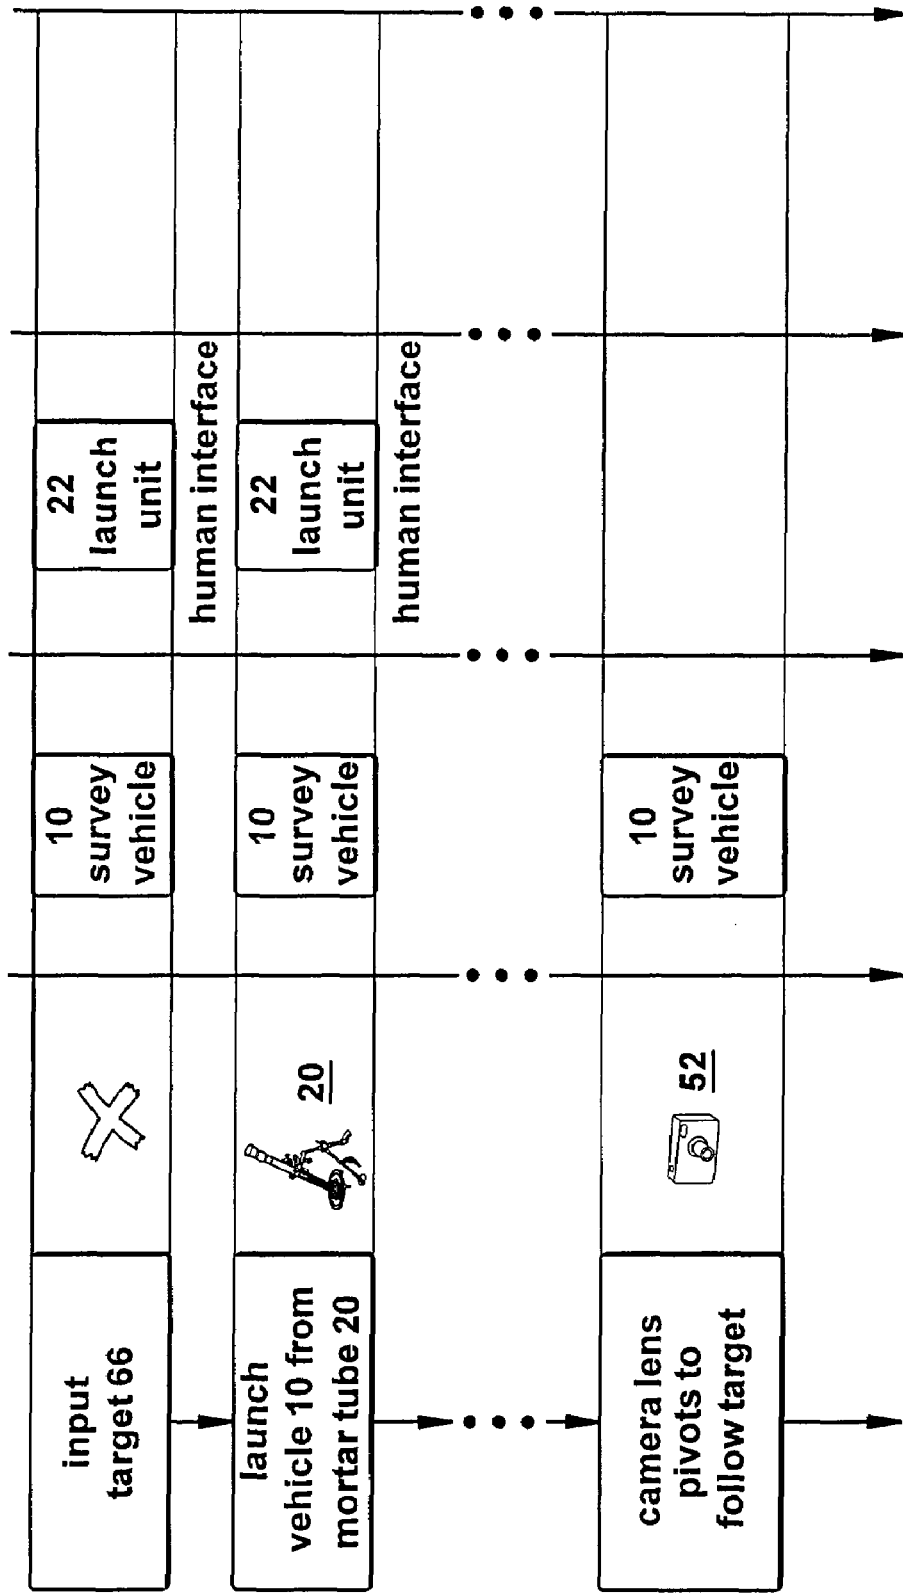 input
target 66
10
survey
vehicle
22
launch
unit
human interface
launch
vehicle 10 from
mortar tube 20
20
10
survey
vehicle
22
launch
unit
human interface
camera lens
pivots to
follow target
52
10
survey
vehicle